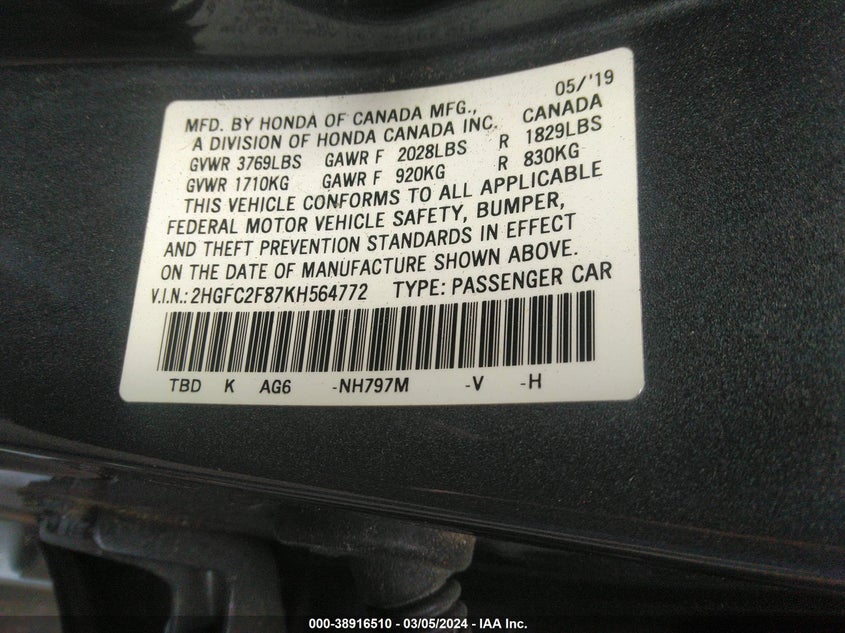 05/'19
MFD. BY HONDA OF CANADA MFG., CANADA
A DIVISION OF HONDA CANADA INC.
GVWR 3769LBS GAWR F 2028LBS R 1829LBS
GVWR 1710KG GAWR F 920KG R 830KG
THIS VEHICLE CONFORMS TO ALL APPLICABLE
FEDERAL MOTOR VEHICLE SAFETY, BUMPER,
AND THEFT PREVENTION STANDARDS IN EFFECT
ON THE DATE OF MANUFACTURE SHOWN ABOVE.
V.I.N.: 2HGFC2F87KH564772 TYPE: PASSENGER CAR
TBD K AG6 -NH797M -V -H
000-38916510 — 03/05/2024 - IAA Inc.